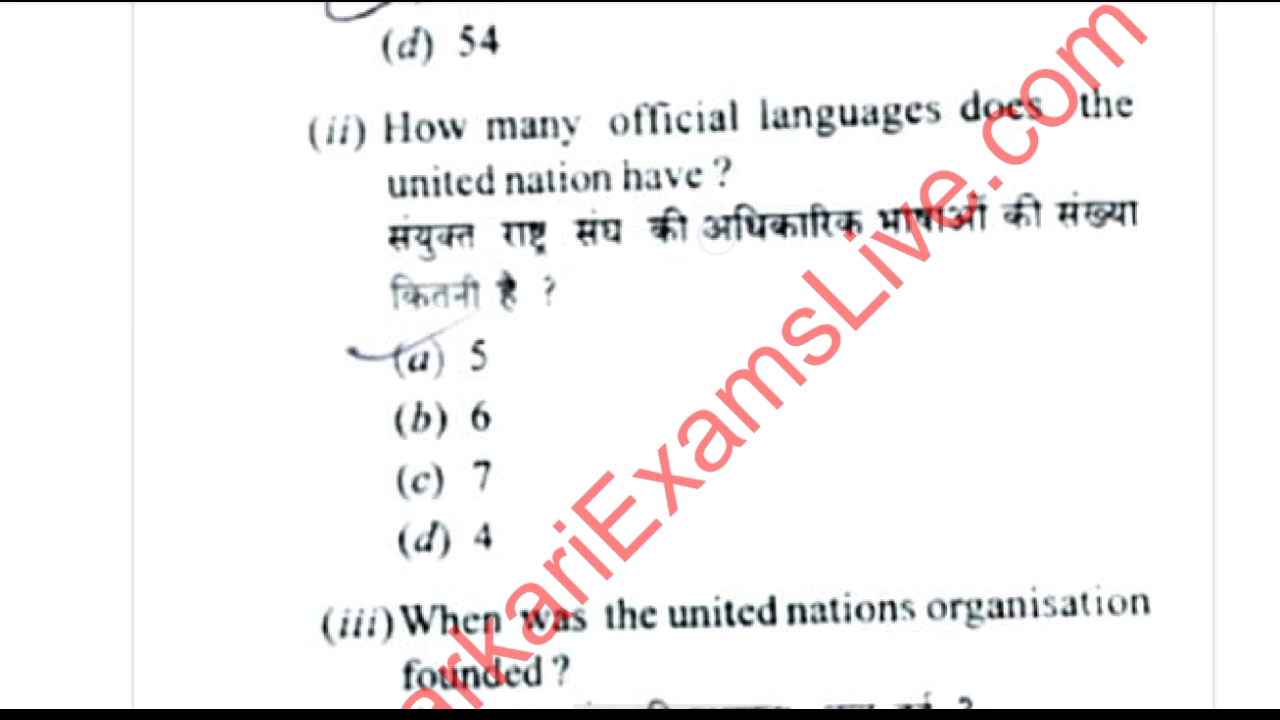 (d) 54
(ii) How many official languages does the
united nation have ?
संयुक्त राष्ट्र संघ की अधिकारिक भाषाओं की संख्या
कितनी है ?
(a) 5
(b) 6
(c) 7
(d) 4
(iii) When was the united nations organisation
founded ?
arkariExamsLive.com